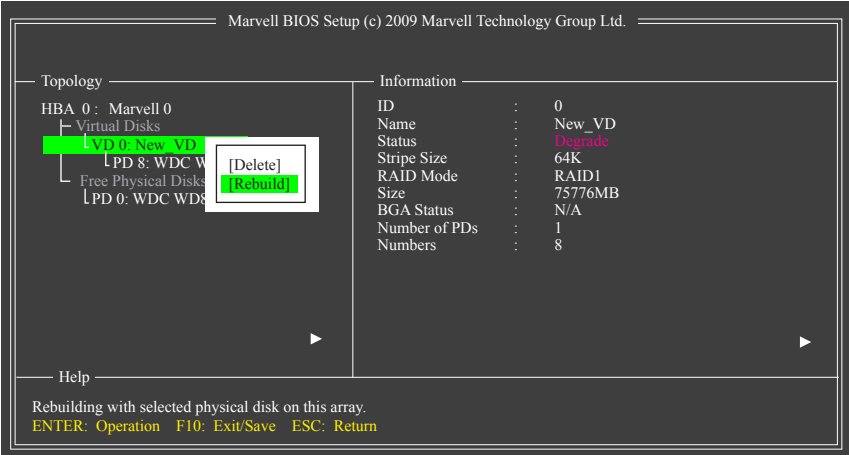 Marvell BIOS Setup (c) 2009 Marvell Technology Group Ltd.
Topology
HBA 0 : Marvell 0
Virtual Disks
VD 0: New_VD
PD 8: WDC W
Free Physical Disks
PD 0: WDC WD8
[Delete]
[Rebuild]
Information
ID : 0
Name : New_VD
Status : Degrade
Stripe Size : 64K
RAID Mode : RAID1
Size : 75776MB
BGA Status : N/A
Number of PDs : 1
Numbers : 8
Help
Rebuilding with selected physical disk on this array.
ENTER: Operation F10: Exit/Save ESC: Return